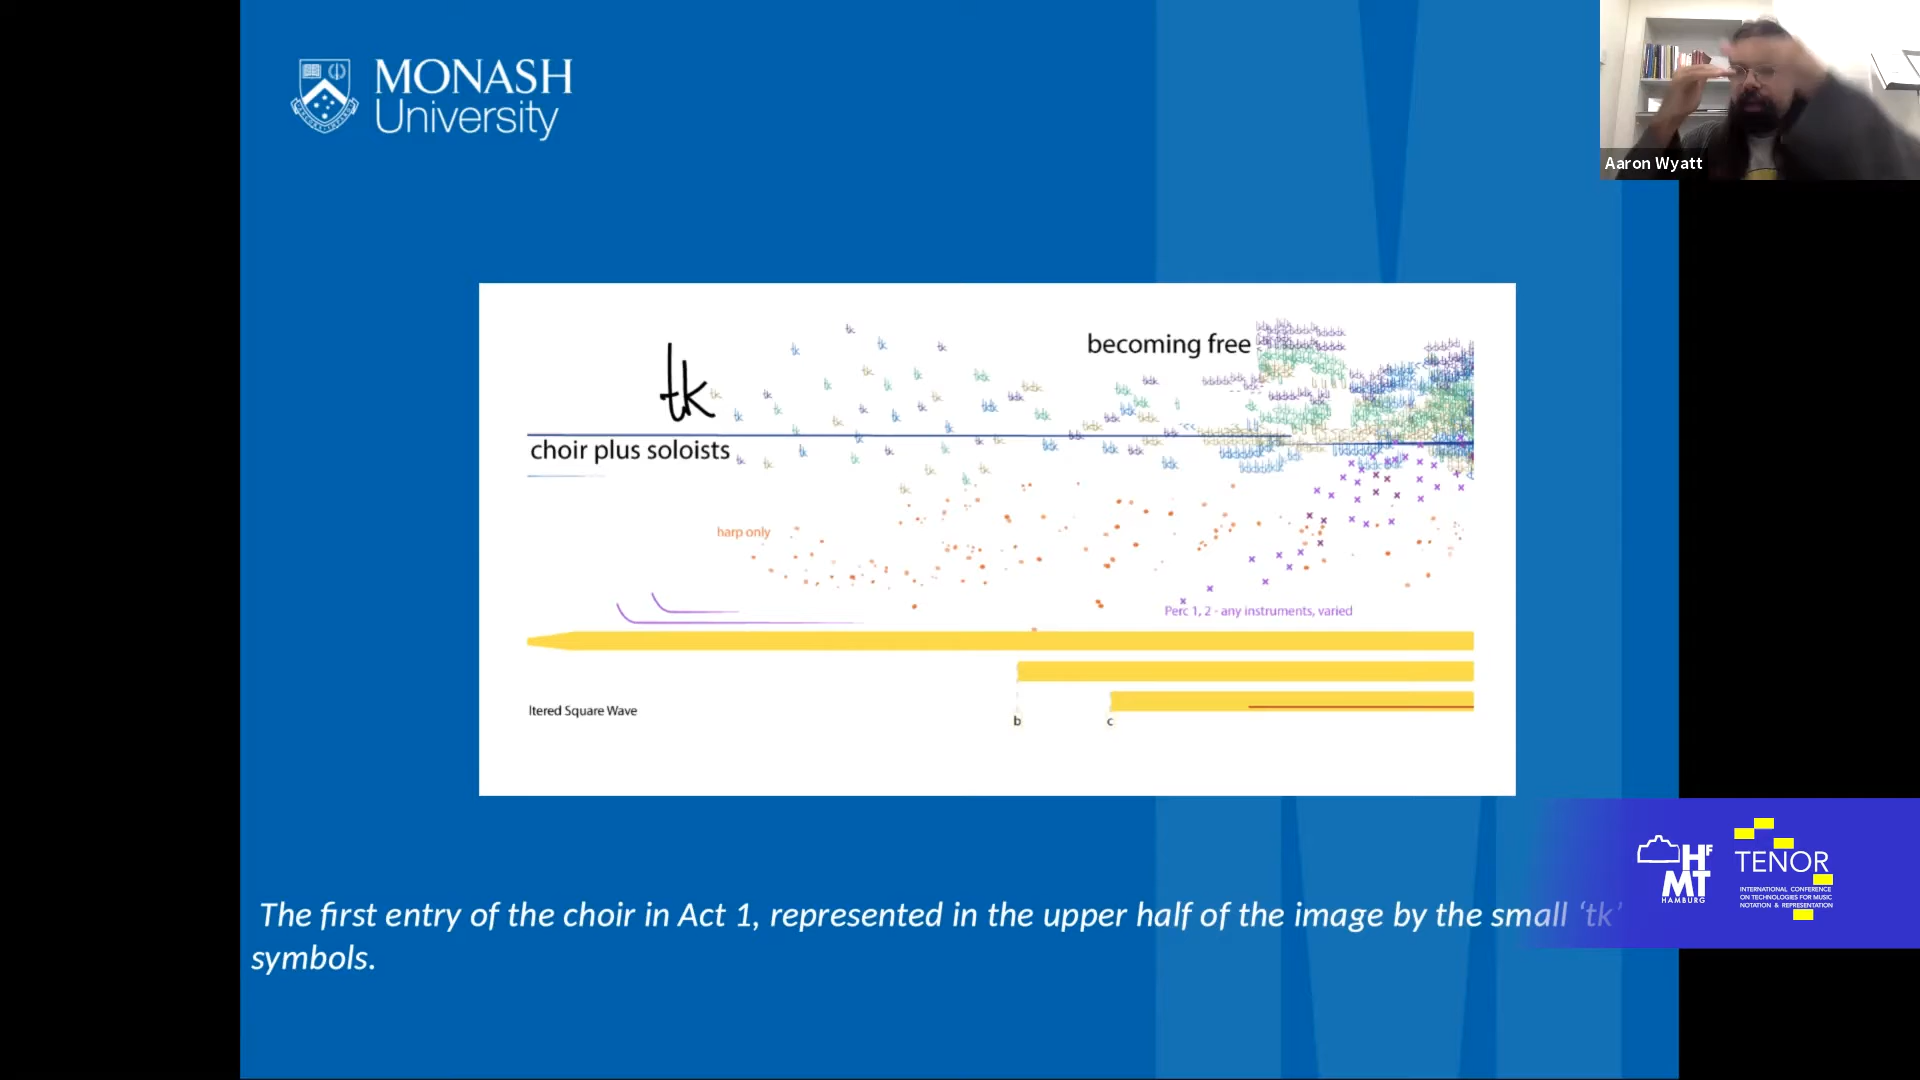 MONASH
University
Aaron Wyatt
tk
becoming free
choir plus soloists
harp only
Perc 1, 2 - any instruments, varied
ltered Square Wave
b
c
The first entry of the choir in Act 1, represented in the upper half of the image by the small ‘tk’
symbols.
HF
MT
HAMBURG
TENOR
INTERNATIONAL CONFERENCE
ON TECHNOLOGIES FOR MUSIC
NOTATION & REPRESENTATION